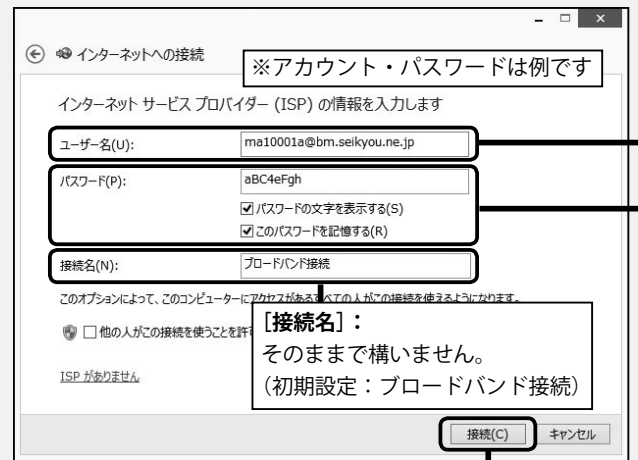 インターネットへの接続
※アカウント・パスワードは例です
インターネット サービス プロバイダー (ISP) の情報を入力します
ユーザー名(U): ma10001a@bm.seikyou.ne.jp
パスワード(P): aBC4eFgh
パスワードの文字を表示する(S)
このパスワードを記憶する(R)
接続名(N): ブロードバンド接続
このオプションによって、このコンピューターにアクセスがあるすべての人がこの接続を使えるようになります。
他の人がこの接続を使うことを許
[接続名]:
そのままで構いません。
(初期設定:ブロードバンド接続)
ISP がありません
接続(C) キャンセル